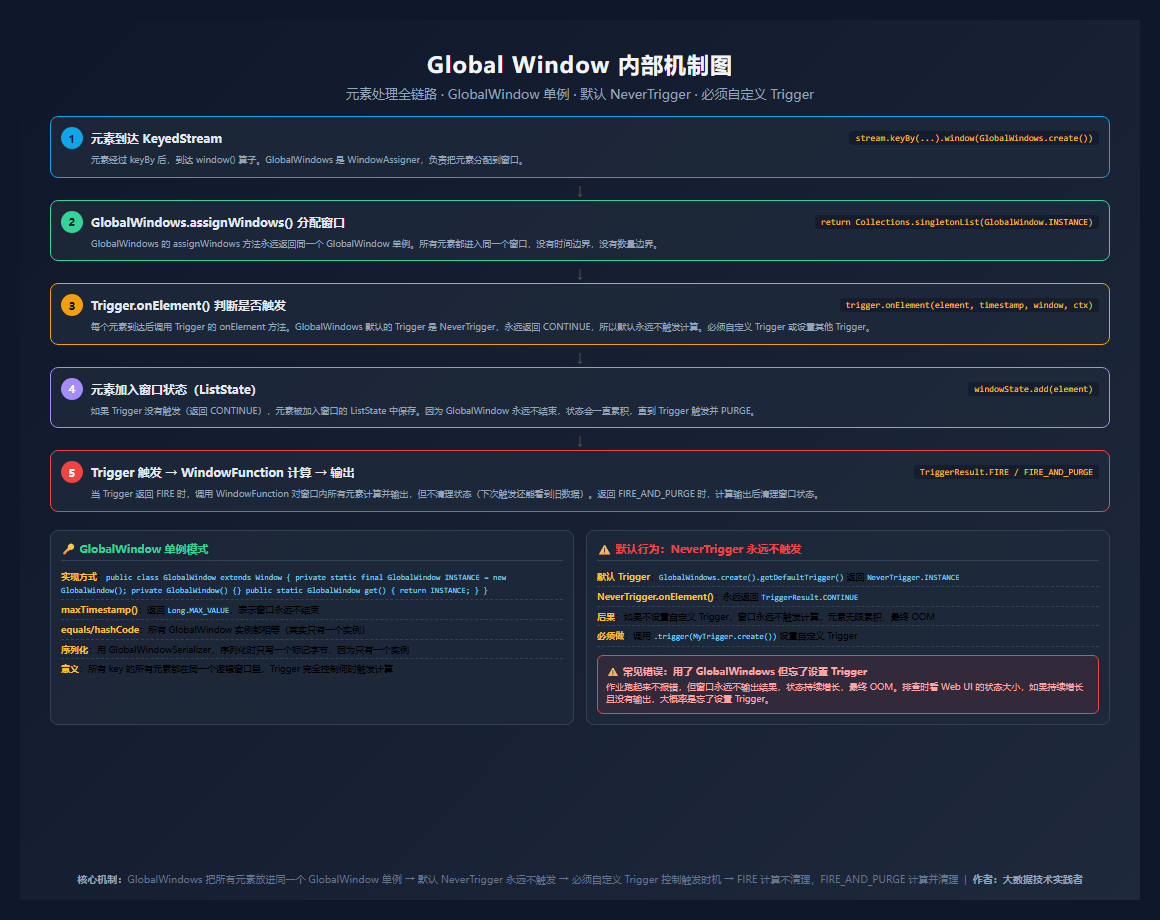 Global Window 内部机制图
元素处理全链路 · GlobalWindow 单例 · 默认 NeverTrigger · 必须自定义 Trigger
1 元素到达 KeyedStream
stream.keyBy(...).window(GlobalWindows.create())
元素经过 keyBy 后，到达 window() 算子。GlobalWindows 是 WindowAssigner，负责把元素分配到窗口。
↓
2 GlobalWindows.assignWindows() 分配窗口
return Collections.singletonList(GlobalWindow.INSTANCE)
GlobalWindows 的 assignWindows 方法永远返回同一个 GlobalWindow 单例。所有元素都进入同一个窗口，没有时间边界，没有数量边界。
↓
3 Trigger.onElement() 判断是否触发
trigger.onElement(element, timestamp, window, ctx)
每个元素到达后调用 Trigger 的 onElement 方法。GlobalWindows 默认的 Trigger 是 NeverTrigger，永远返回 CONTINUE，所以默认永远不触发计算。必须自定义 Trigger 或设置其他 Trigger。
↓
4 元素加入窗口状态（ListState）
windowState.add(element)
如果 Trigger 没有触发（返回 CONTINUE），元素被加入窗口的 ListState 中保存。因为 GlobalWindow 永远不结束，状态会一直累积，直到 Trigger 触发并 PURGE。
↓
5 Trigger 触发 → WindowFunction 计算 → 输出
TriggerResult.FIRE / FIRE_AND_PURGE
当 Trigger 返回 FIRE 时，调用 WindowFunction 对窗口内所有元素计算并输出，但不清理状态（下次触发还能看到旧数据）。返回 FIRE_AND_PURGE 时，计算输出后清理窗口状态。
🔑 GlobalWindow 单例模式
实现方式： public class GlobalWindow extends Window { private static final GlobalWindow INSTANCE = new
GlobalWindow(); private GlobalWindow() {} public static GlobalWindow get() { return INSTANCE; } }
maxTimestamp()：返回 Long.MAX_VALUE，表示窗口永远不结束
equals/hashCode：所有 GlobalWindow 实例都相等（其实只有一个实例）
序列化：用 GlobalWindowSerializer，序列化时只写一个标记字节，因为只有一个实例
意义：所有 key 的所有元素都在同一个逻辑窗口里，Trigger 完全控制何时触发计算
⚠ 默认行为：NeverTrigger 永远不触发
默认 Trigger：GlobalWindows.create().getDefaultTrigger() 返回 NeverTrigger.INSTANCE
NeverTrigger.onElement()：永远返回 TriggerResult.CONTINUE
后果：如果不设置自定义 Trigger，窗口永远不触发计算，元素无限累积，最终 OOM
必须做：调用 .trigger(MyTrigger.create()) 设置自定义 Trigger
⚠ 常见错误：用了 GlobalWindows 但忘了设置 Trigger
作业跑起来不报错，但窗口永远不输出结果，状态持续增长，最终 OOM。排查时看 Web UI 的状态大小，如果持续增长
且没有输出，大概率是忘了设置 Trigger。
核心机制：GlobalWindows 把所有元素放进同一个 GlobalWindow 单例 → 默认 NeverTrigger 永远不触发 → 必须自定义 Trigger 控制触发时机 → FIRE 计算不清理，FIRE_AND_PURGE 计算并清理 | 作者：大数据技术实践者